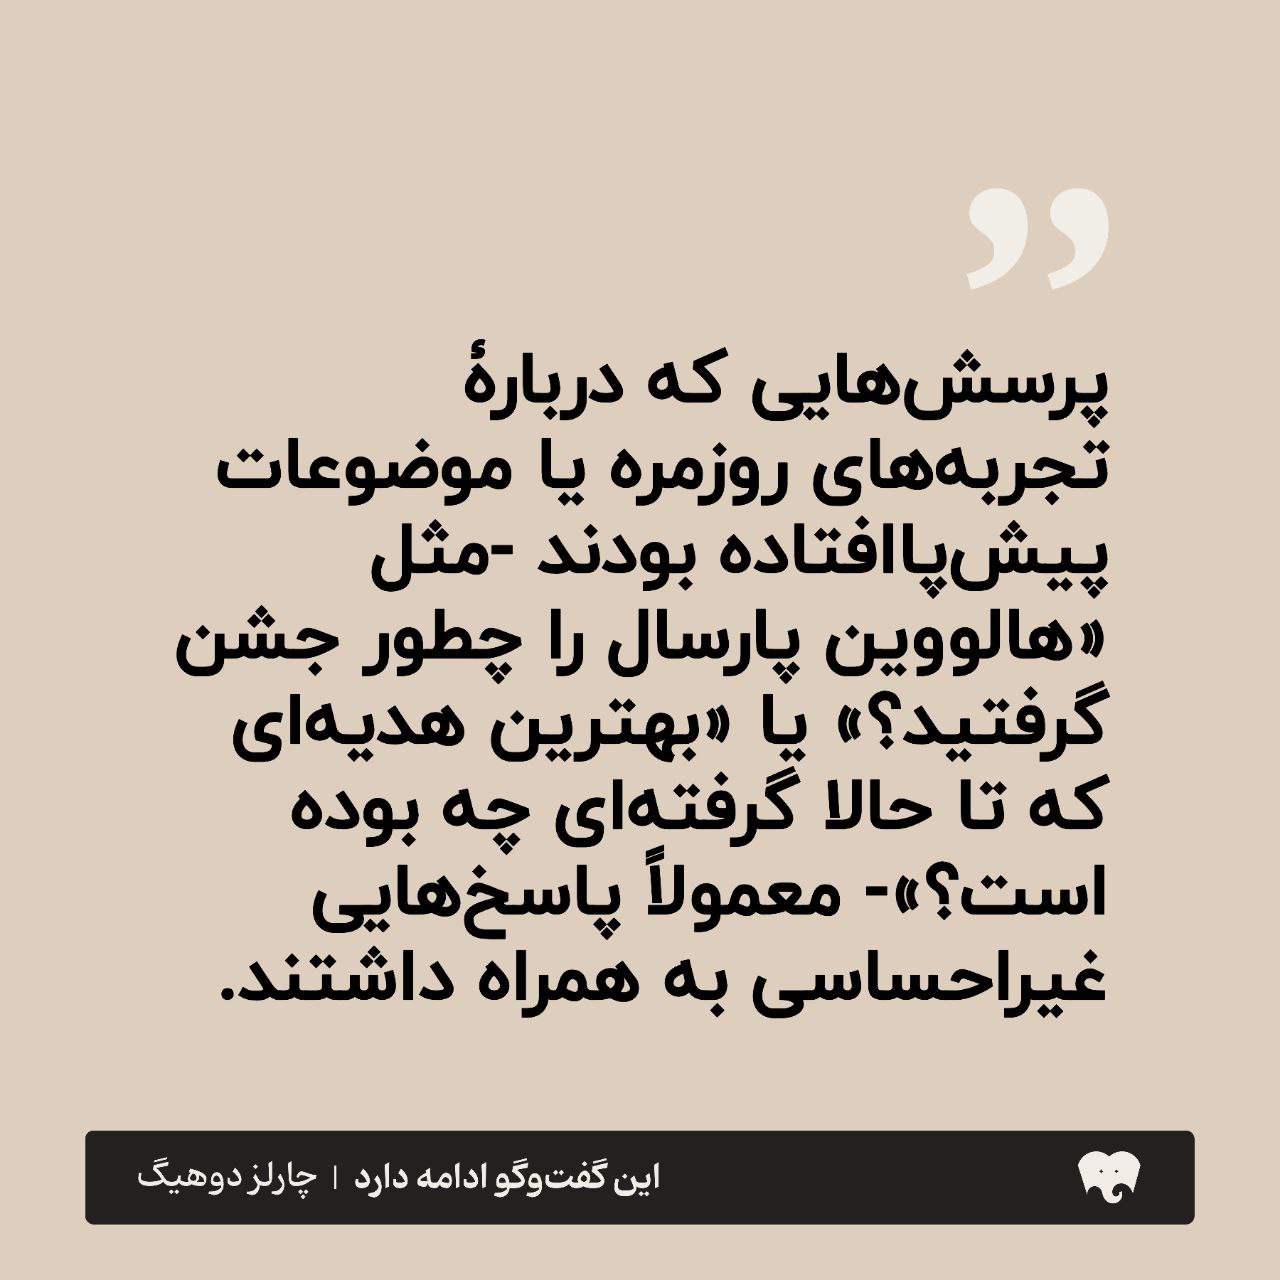 ”
پرسش‌هایی که دربارهٔ
تجربه‌های روزمره یا موضوعات
پیش‌پاافتاده بودند -مثل
«هالووین پارسال را چطور جشن
گرفتید؟» یا «بهترین هدیه‌ای
که تا حالا گرفته‌ای چه بوده
است؟»- معمولاً پاسخ‌هایی
غیراحساسی به همراه داشتند.
این گفت‌وگو ادامه دارد | چارلز دوهیگ